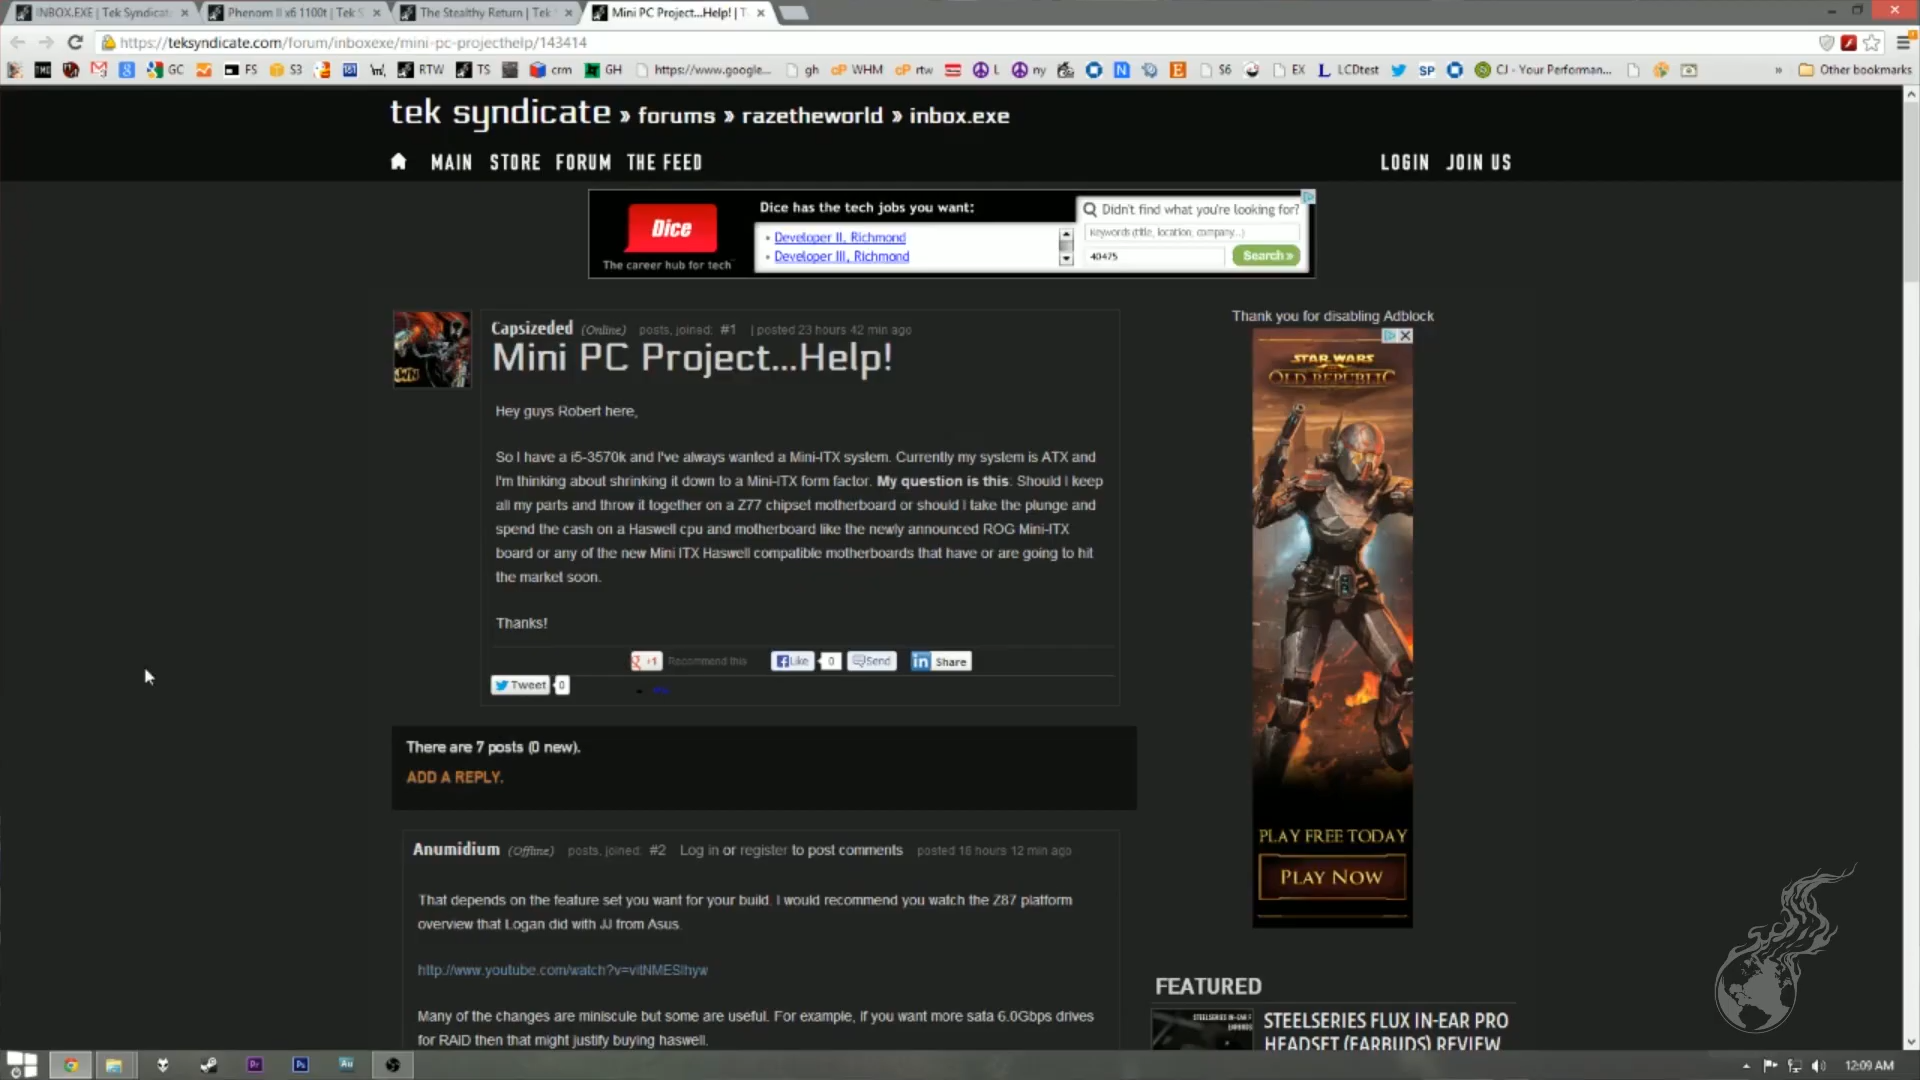 INBOX.EXE | Tek Syndicat
Phenom II x6 1100t | Tek S
The Stealthy Return | Tek
Mini PC Project...Help! | T
https://teksyndicate.com/forum/inboxexe/mini-pc-projecthelp/143414
GC FS S3 RTW TS crm GH https://www.google... gh WHM rtw L ny S6 EX LCDtest SP CJ - Your Performan... » Other bookmarks
tek syndicate » forums » razetheworld » inbox.exe
MAIN STORE FORUM THE FEED
LOGIN JOIN US
Dice
The career hub for tech
Dice has the tech jobs you want:
Developer II, Richmond
Developer III, Richmond
Didn't find what you're looking for?
keywords (title, location, company...)
40475
Search »
Capsizeded (Online) posts, joined: #1 | posted 23 hours 42 min ago
Mini PC Project...Help!
Hey guys Robert here,
So I have a i5-3570k and I've always wanted a Mini-ITX system. Currently my system is ATX and
I'm thinking about shrinking it down to a Mini-ITX form factor. My question is this: Should I keep
all my parts and throw it together on a Z77 chipset motherboard or should I take the plunge and
spend the cash on a Haswell cpu and motherboard like the newly announced ROG Mini-ITX
board or any of the new Mini ITX Haswell compatible motherboards that have or are going to hit
the market soon.
Thanks!
+1 Recommend this Like 0 Send in Share
Tweet 0
There are 7 posts (0 new).
ADD A REPLY.
Anumidium (Offline) posts, joined: #2 Log in or register to post comments posted 18 hours 12 min ago
That depends on the feature set you want for your build. I would recommend you watch the Z87 platform
overview that Logan did with JJ from Asus.
http://www.youtube.com/watch?v=vitNMESIhyw
Many of the changes are miniscule but some are useful. For example, if you want more sata 6.0Gbps drives
for RAID then that might justify buying haswell.
Thank you for disabling Adblock
STAR WARS
OLD REPUBLIC
PLAY FREE TODAY
PLAY NOW
FEATURED
STEELSERIES FLUX IN-EAR PRO
HEADSET (EARBUDS) REVIEW
Pr Ps Au
12:09 AM